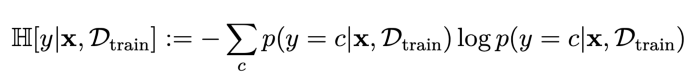 ℍ[y|𝐱, 𝒟_train] := − ∑_c p(y = c|𝐱, 𝒟_train) log p(y = c|𝐱, 𝒟_train)